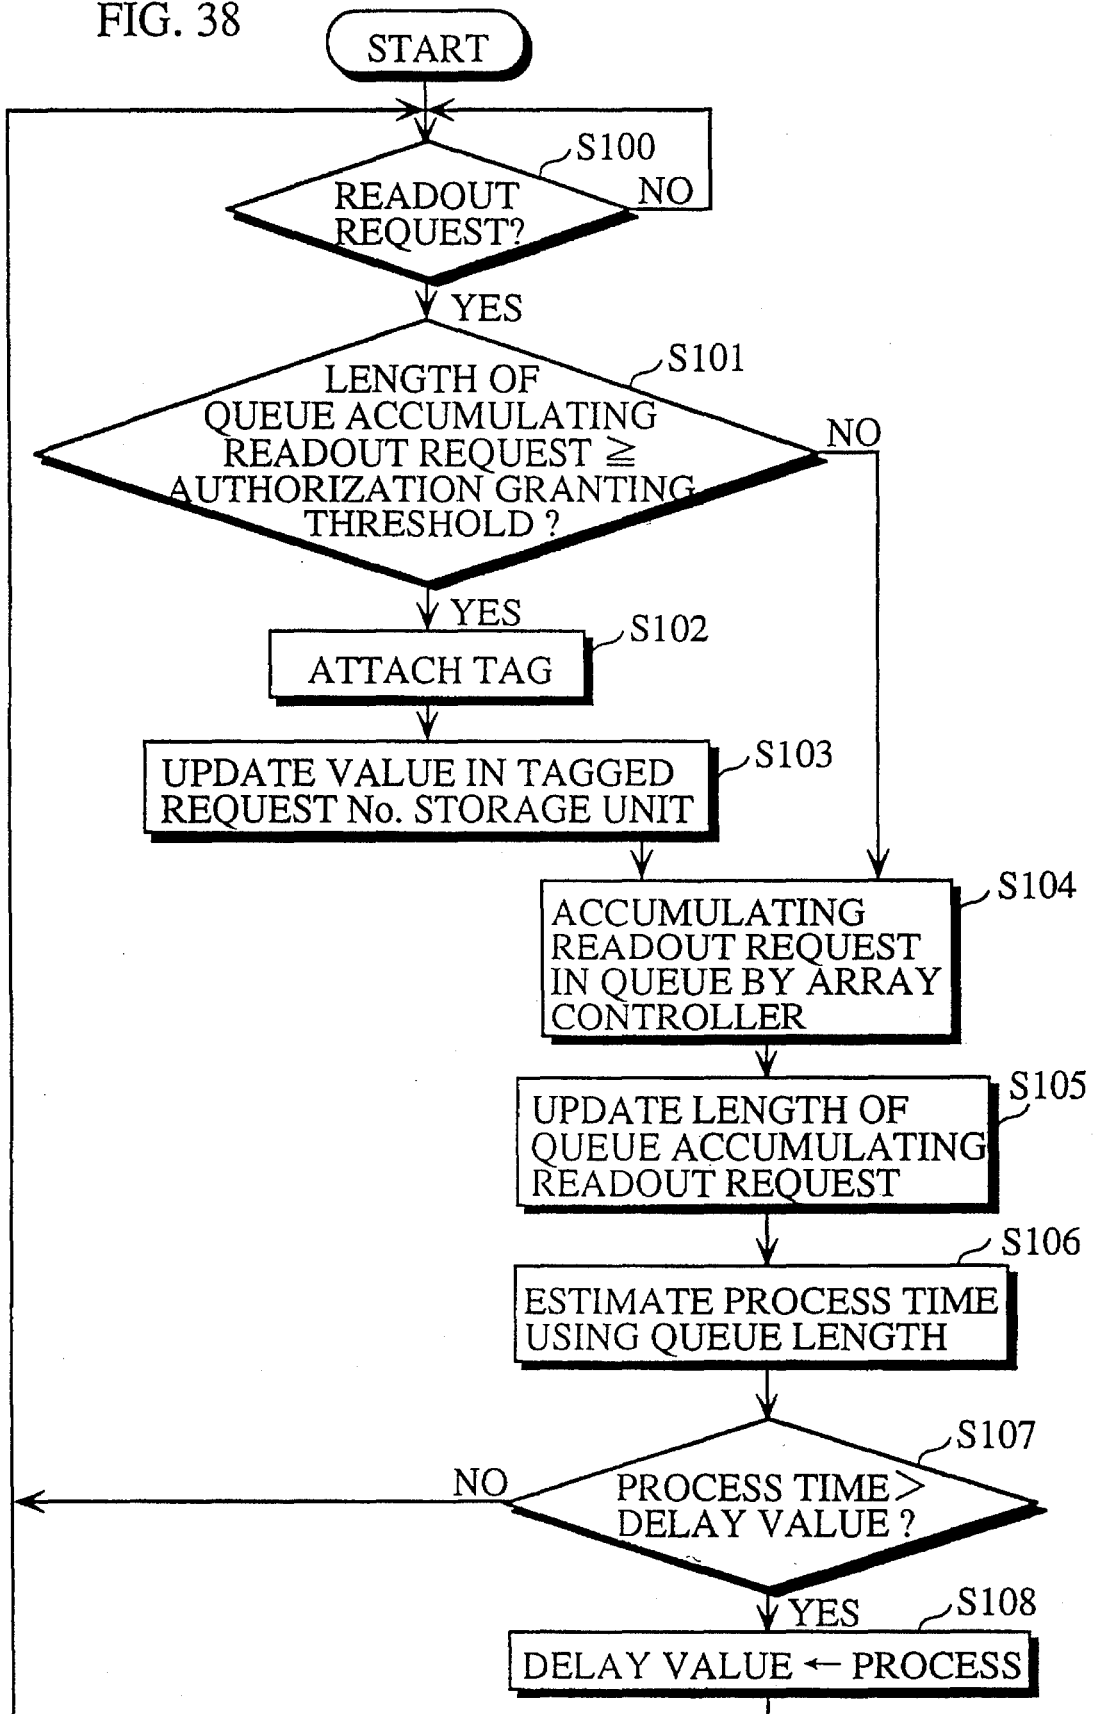 FIG. 38
START
S100
READOUT
REQUEST?
NO
YES
S101
LENGTH OF
QUEUE ACCUMULATING
READOUT REQUEST ≧
AUTHORIZATION GRANTING
THRESHOLD ?
NO
YES
S102
ATTACH TAG
S103
UPDATE VALUE IN TAGGED
REQUEST No. STORAGE UNIT
S104
ACCUMULATING
READOUT REQUEST
IN QUEUE BY ARRAY
CONTROLLER
S105
UPDATE LENGTH OF
QUEUE ACCUMULATING
READOUT REQUEST
S106
ESTIMATE PROCESS TIME
USING QUEUE LENGTH
S107
NO
PROCESS TIME >
DELAY VALUE ?
YES
S108
DELAY VALUE ← PROCESS